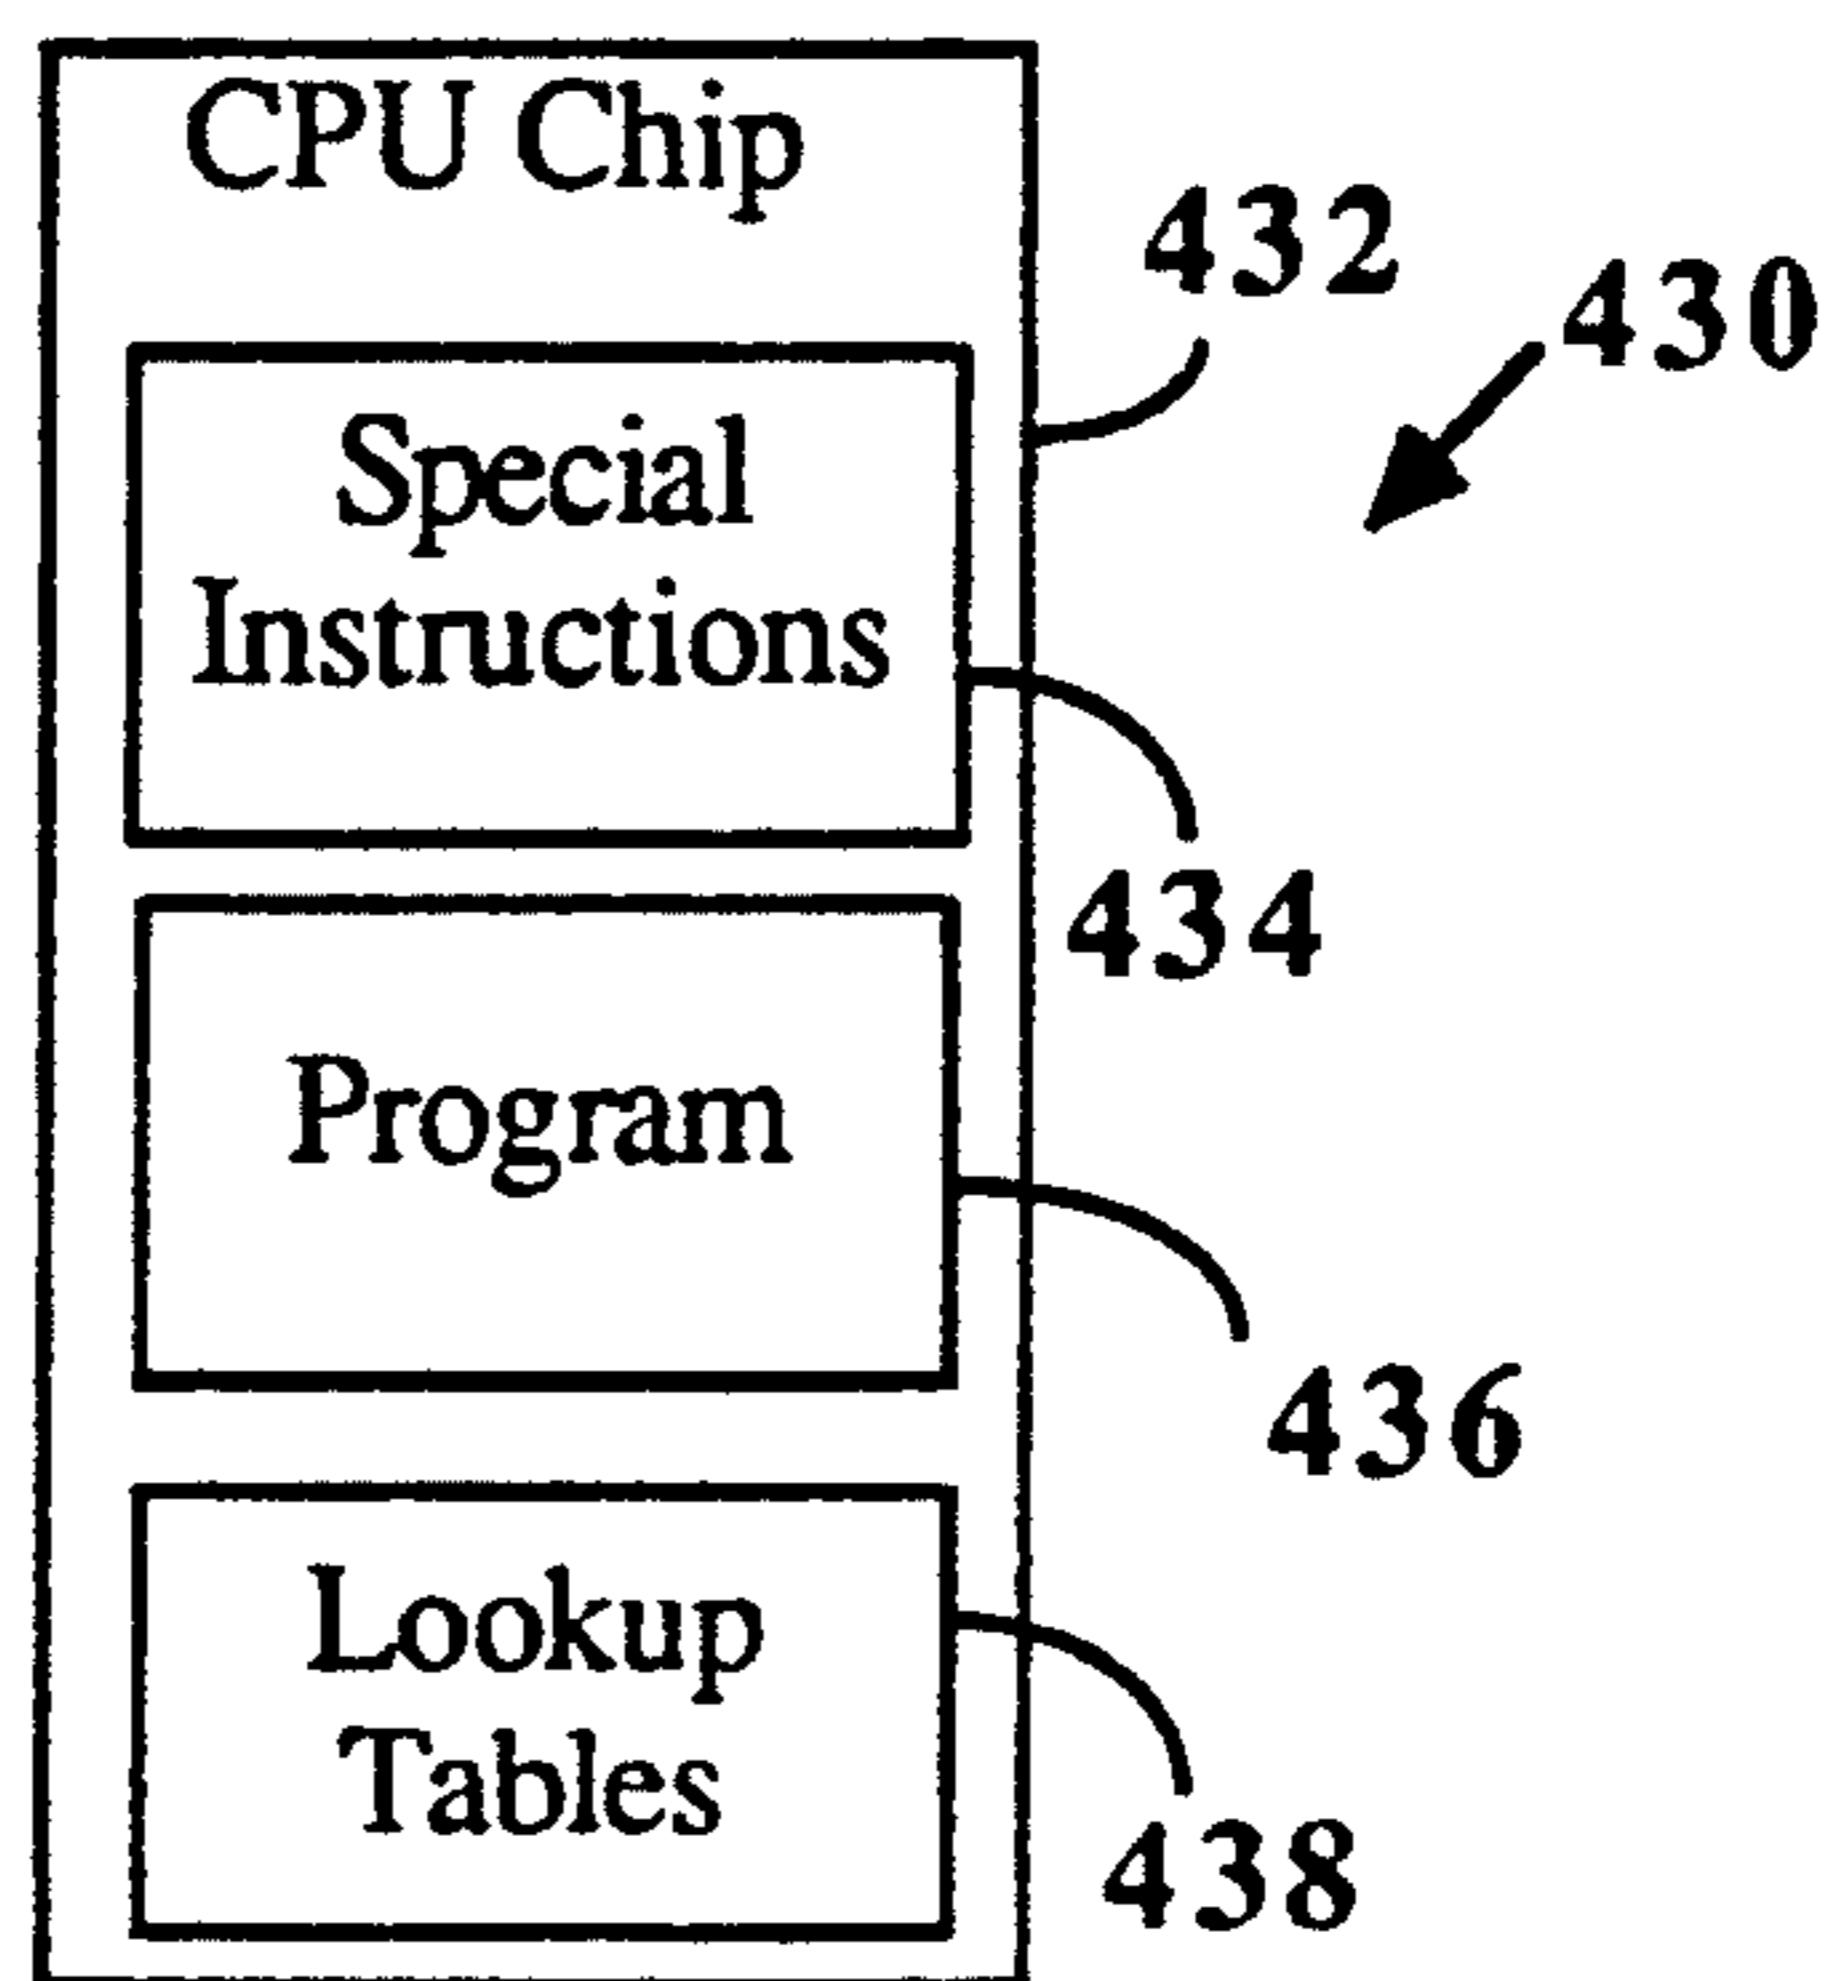 CPU Chip
432
430
Special
Instructions
434
Program
436
Lookup
Tables
438